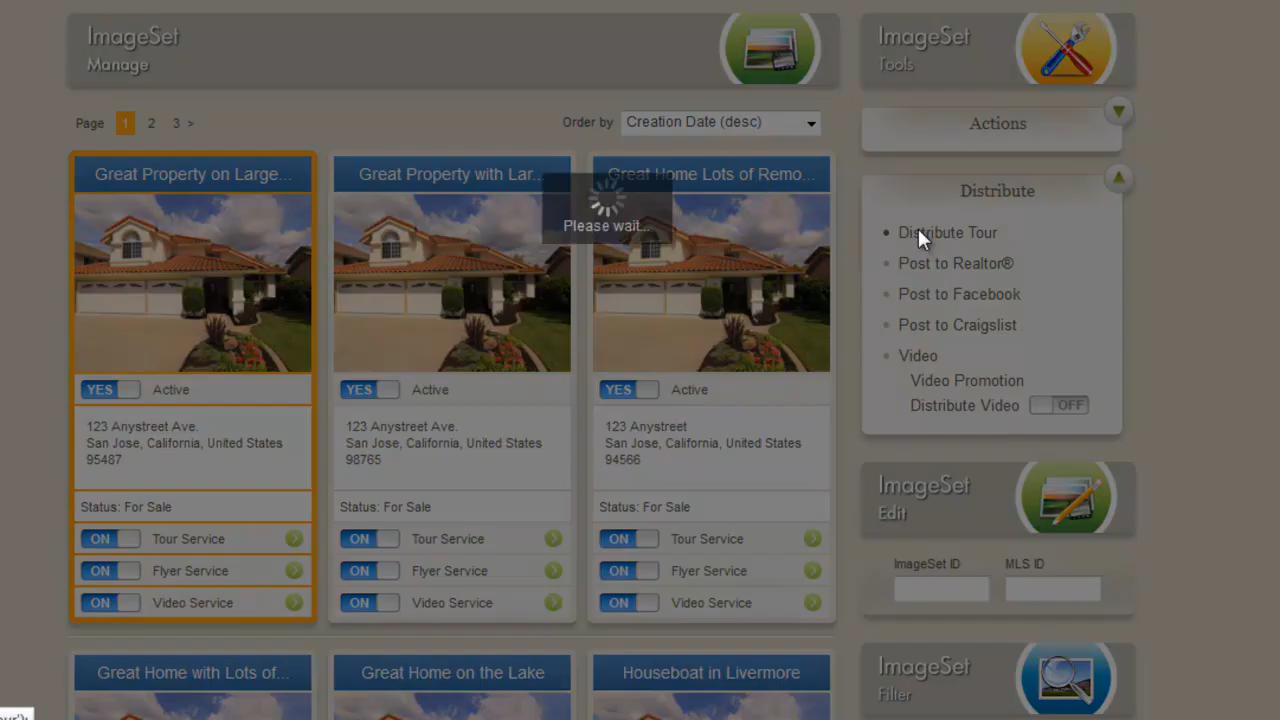 ImageSet
Manage
ImageSet
Tools
Page 1 2 3 >
Order by Creation Date (desc)
Actions
Distribute
Distribute Tour
Post to Realtor®
Post to Facebook
Post to Craigslist
Video
Video Promotion
Distribute Video OFF
Please wait...
Great Property on Large...
YES Active
123 Anystreet Ave.
San Jose, California, United States
95487
Status: For Sale
ON Tour Service
ON Flyer Service
ON Video Service
Great Property with Lar...
YES Active
123 Anystreet Ave.
San Jose, California, United States
98765
Status: For Sale
ON Tour Service
ON Flyer Service
ON Video Service
Great Home Lots of Remo...
YES Active
123 Anystreet
San Jose, California, United States
94566
Status: For Sale
ON Tour Service
ON Flyer Service
ON Video Service
ImageSet
Edit
ImageSet ID MLS ID
ImageSet
Filter
Great Home with Lots of...
Great Home on the Lake
Houseboat in Livermore